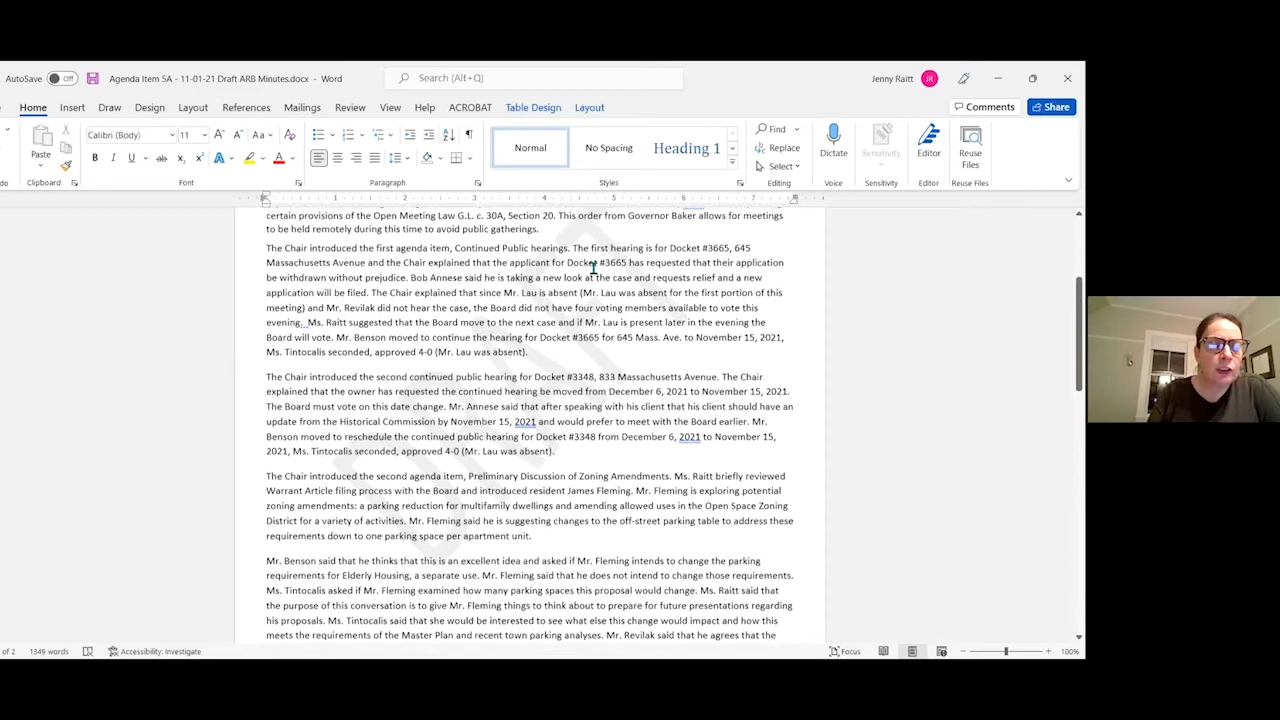 AutoSave Off Agenda Item 5A - 11-01-21 Draft ARB Minutes.docx - Word Search (Alt+Q) Jenny Raitt JR
Home Insert Draw Design Layout References Mailings Review View Help ACROBAT Table Design Layout Comments Share
Calibri (Body) 11 A A Aa Normal No Spacing Heading 1 Find
Paste B I U ab x₂ x² A A Replace Dictate Sensitivity Editor Reuse Files
Select
Clipboard Font Paragraph Styles Editing Voice Sensitivity Editor Reuse Files
1 2 3 4 5 6 7
certain provisions of the Open Meeting Law G.L. c. 30A, Section 20. This order from Governor Baker allows for meetings
to be held remotely during this time to avoid public gatherings.
The Chair introduced the first agenda item, Continued Public hearings. The first hearing is for Docket #3665, 645
Massachusetts Avenue and the Chair explained that the applicant for Docket #3665 has requested that their application
be withdrawn without prejudice. Bob Annese said he is taking a new look at the case and requests relief and a new
application will be filed. The Chair explained that since Mr. Lau is absent (Mr. Lau was absent for the first portion of this
meeting) and Mr. Revilak did not hear the case, the Board did not have four voting members available to vote this
evening. Ms. Raitt suggested that the Board move to the next case and if Mr. Lau is present later in the evening the
Board will vote. Mr. Benson moved to continue the hearing for Docket #3665 for 645 Mass. Ave. to November 15, 2021,
Ms. Tintocalis seconded, approved 4-0 (Mr. Lau was absent).
The Chair introduced the second continued public hearing for Docket #3348, 833 Massachusetts Avenue. The Chair
explained that the owner has requested the continued hearing be moved from December 6, 2021 to November 15, 2021.
The Board must vote on this date change. Mr. Annese said that after speaking with his client that his client should have an
update from the Historical Commission by November 15, 2021 and would prefer to meet with the Board earlier. Mr.
Benson moved to reschedule the continued public hearing for Docket #3348 from December 6, 2021 to November 15,
2021, Ms. Tintocalis seconded, approved 4-0 (Mr. Lau was absent).
The Chair introduced the second agenda item, Preliminary Discussion of Zoning Amendments. Ms. Raitt briefly reviewed
Warrant Article filing process with the Board and introduced resident James Fleming. Mr. Fleming is exploring potential
zoning amendments: a parking reduction for multifamily dwellings and amending allowed uses in the Open Space Zoning
District for a variety of activities. Mr. Fleming said he is suggesting changes to the off-street parking table to address these
requirements down to one parking space per apartment unit.
Mr. Benson said that he thinks that this is an excellent idea and asked if Mr. Fleming intends to change the parking
requirements for Elderly Housing, a separate use. Mr. Fleming said that he does not intend to change those requirements.
Ms. Tintocalis asked if Mr. Fleming examined how many parking spaces this proposal would change. Ms. Raitt said that
the purpose of this conversation is to give Mr. Fleming things to think about to prepare for future presentations regarding
his proposals. Ms. Tintocalis said that she would be interested to see what else this change would impact and how this
meets the requirements of the Master Plan and recent town parking analyses. Mr. Revilak said that he agrees that the
DRAFT
of 2 1349 words Accessibility: Investigate Focus 100%